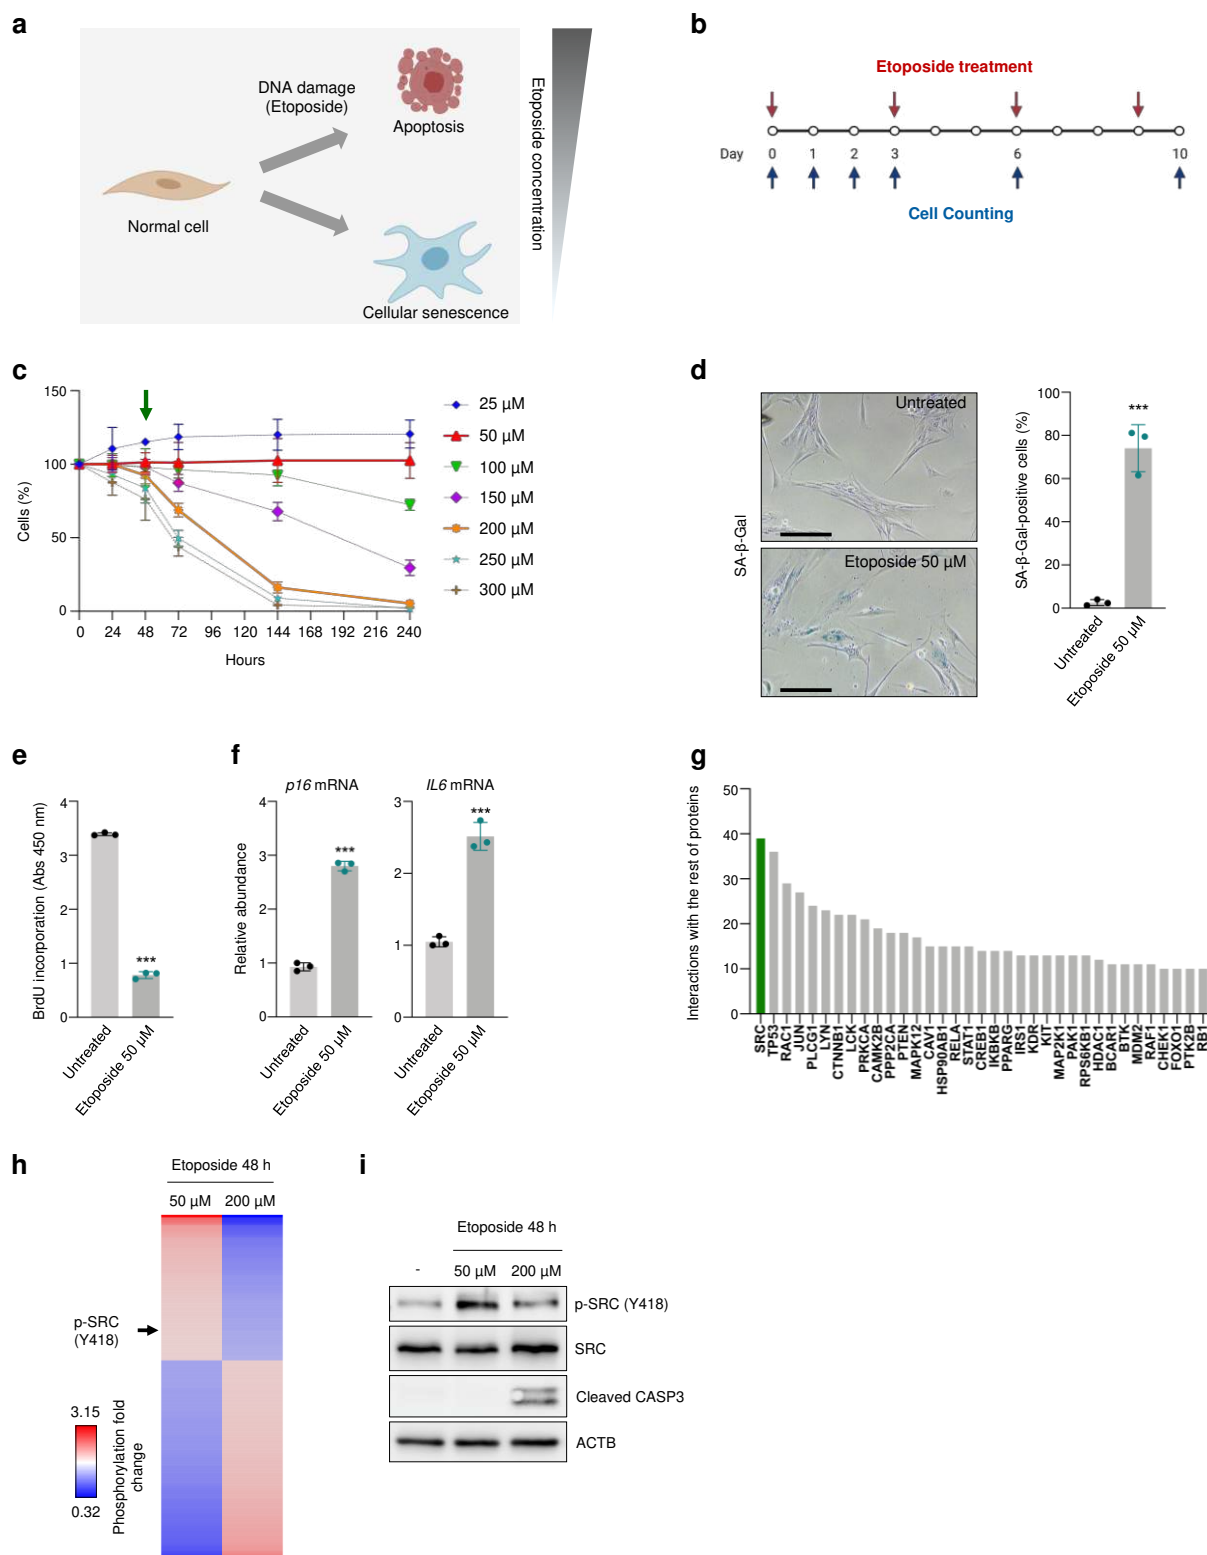 a
DNA damage
(Etoposide)
Apoptosis
Normal cell
Cellular senescence
Etoposide concentration
b
Etoposide treatment
Day 0 1 2 3 6 10
Cell Counting
c
150
100
50
0
Cells (%)
0 24 48 72 96 120 144 168 192 216 240
Hours
25 µM
50 µM
100 µM
150 µM
200 µM
250 µM
300 µM
d
SA-β-Gal
Untreated
Etoposide 50 µM
SA-β-Gal-positive cells (%)
100
80
60
40
20
0
***
Untreated
Etoposide 50 µM
e
BrdU incorporation (Abs 450 nm)
4
3
2
1
0
***
Untreated
Etoposide 50 µM
f
p16 mRNA
Relative abundance
4
3
2
1
0
***
Untreated
Etoposide 50 µM
IL6 mRNA
3
2
1
0
***
Untreated
Etoposide 50 µM
g
Interactions with the rest of proteins
50
40
30
20
10
0
SRC
TP53
RAC1
JUN
PLCG1
LYN
CTNNB1
LCK
PRKCA
CAMK2B
PPP2CA
PTEN
MAPK12
CAV1
HSP90AB1
RELA
STAT1
CREB1
IKBKB
PPARG
IRS1
KDR
KIT
MAP2K1
PAK1
RPS6KB1
HDAC1
BCAR1
BTK
MDM2
RAF1
CHEK1
FOXO1
PTK2B
RB1
h
Etoposide 48 h
50 µM 200 µM
p-SRC
(Y418)
3.15
0.32
Phosphorylation fold
change
i
Etoposide 48 h
- 50 µM 200 µM
p-SRC (Y418)
SRC
Cleaved CASP3
ACTB